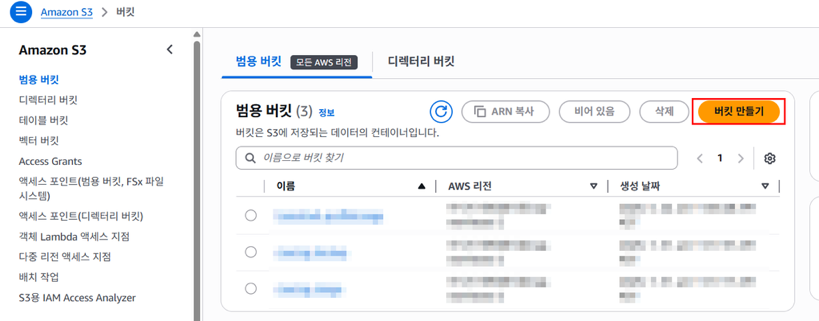 Amazon S3 > 버킷
Amazon S3
범용 버킷
디렉터리 버킷
테이블 버킷
벡터 버킷
Access Grants
액세스 포인트(범용 버킷, FSx 파일
시스템)
액세스 포인트(디렉터리 버킷)
객체 Lambda 액세스 지점
다중 리전 액세스 지점
배치 작업
S3용 IAM Access Analyzer
범용 버킷 모든 AWS 리전 디렉터리 버킷
범용 버킷 (3) 정보 ARN 복사 비어 있음 삭제 버킷 만들기
버킷은 S3에 저장되는 데이터의 컨테이너입니다.
이름으로 버킷 찾기 1
이름 AWS 리전 생성 날짜